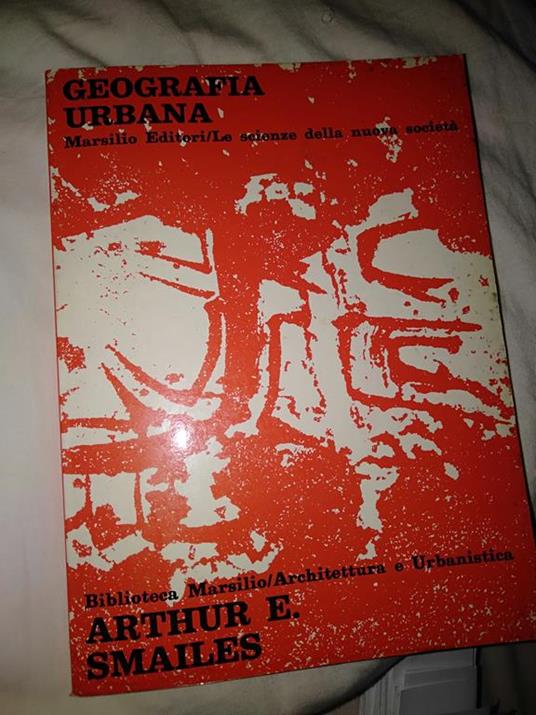 GEOGRAFIA
URBANA
Marsilio Editori/Le scienze della nuova società
Biblioteca Marsilio/Architettura e Urbanistica
ARTHUR E.
SMAILES